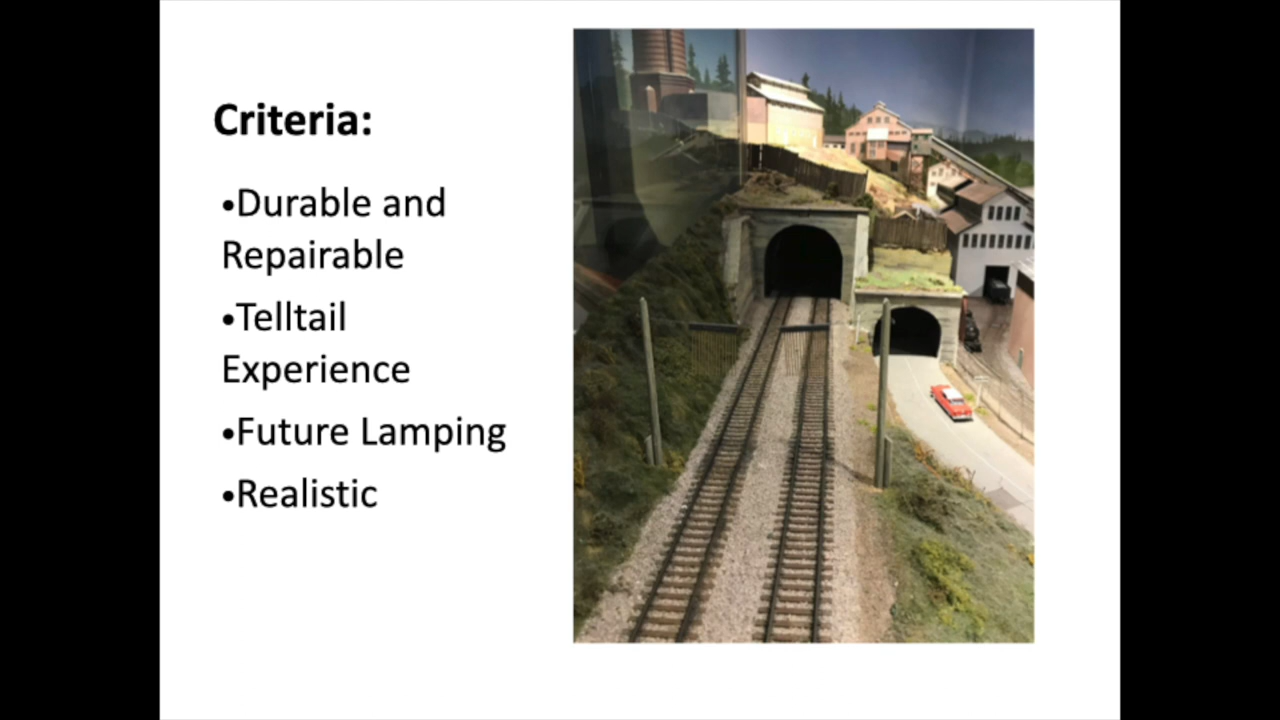 Criteria:
•Durable and
Repairable
•Telltail
Experience
•Future Lamping
•Realistic